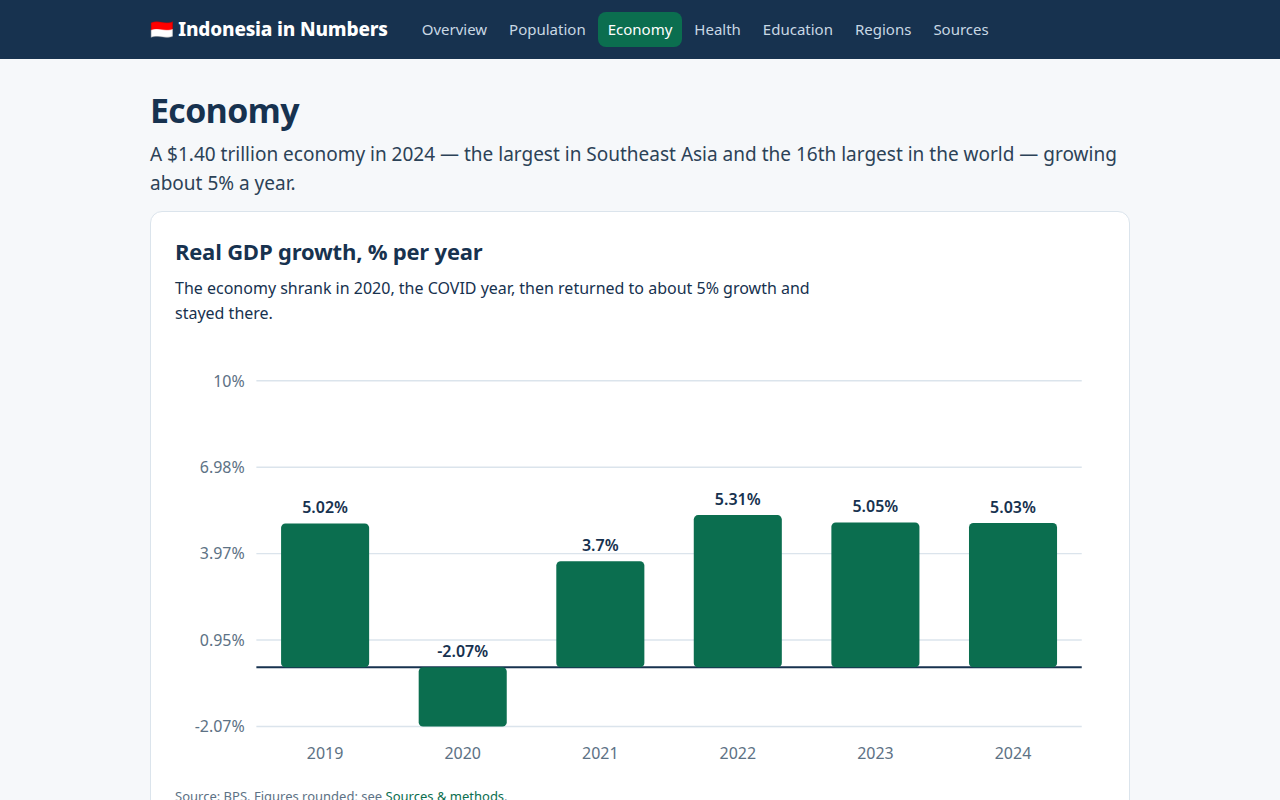 🇮🇩 Indonesia in Numbers
Overview
Population
Economy
Health
Education
Regions
Sources
Economy
A $1.40 trillion economy in 2024 — the largest in Southeast Asia and the 16th largest in the world — growing
about 5% a year.
Real GDP growth, % per year
The economy shrank in 2020, the COVID year, then returned to about 5% growth and
stayed there.
10%
6.98%
3.97%
0.95%
-2.07%
5.02%
-2.07%
3.7%
5.31%
5.05%
5.03%
2019
2020
2021
2022
2023
2024
Source: BPS. Figures rounded; see Sources & methods.